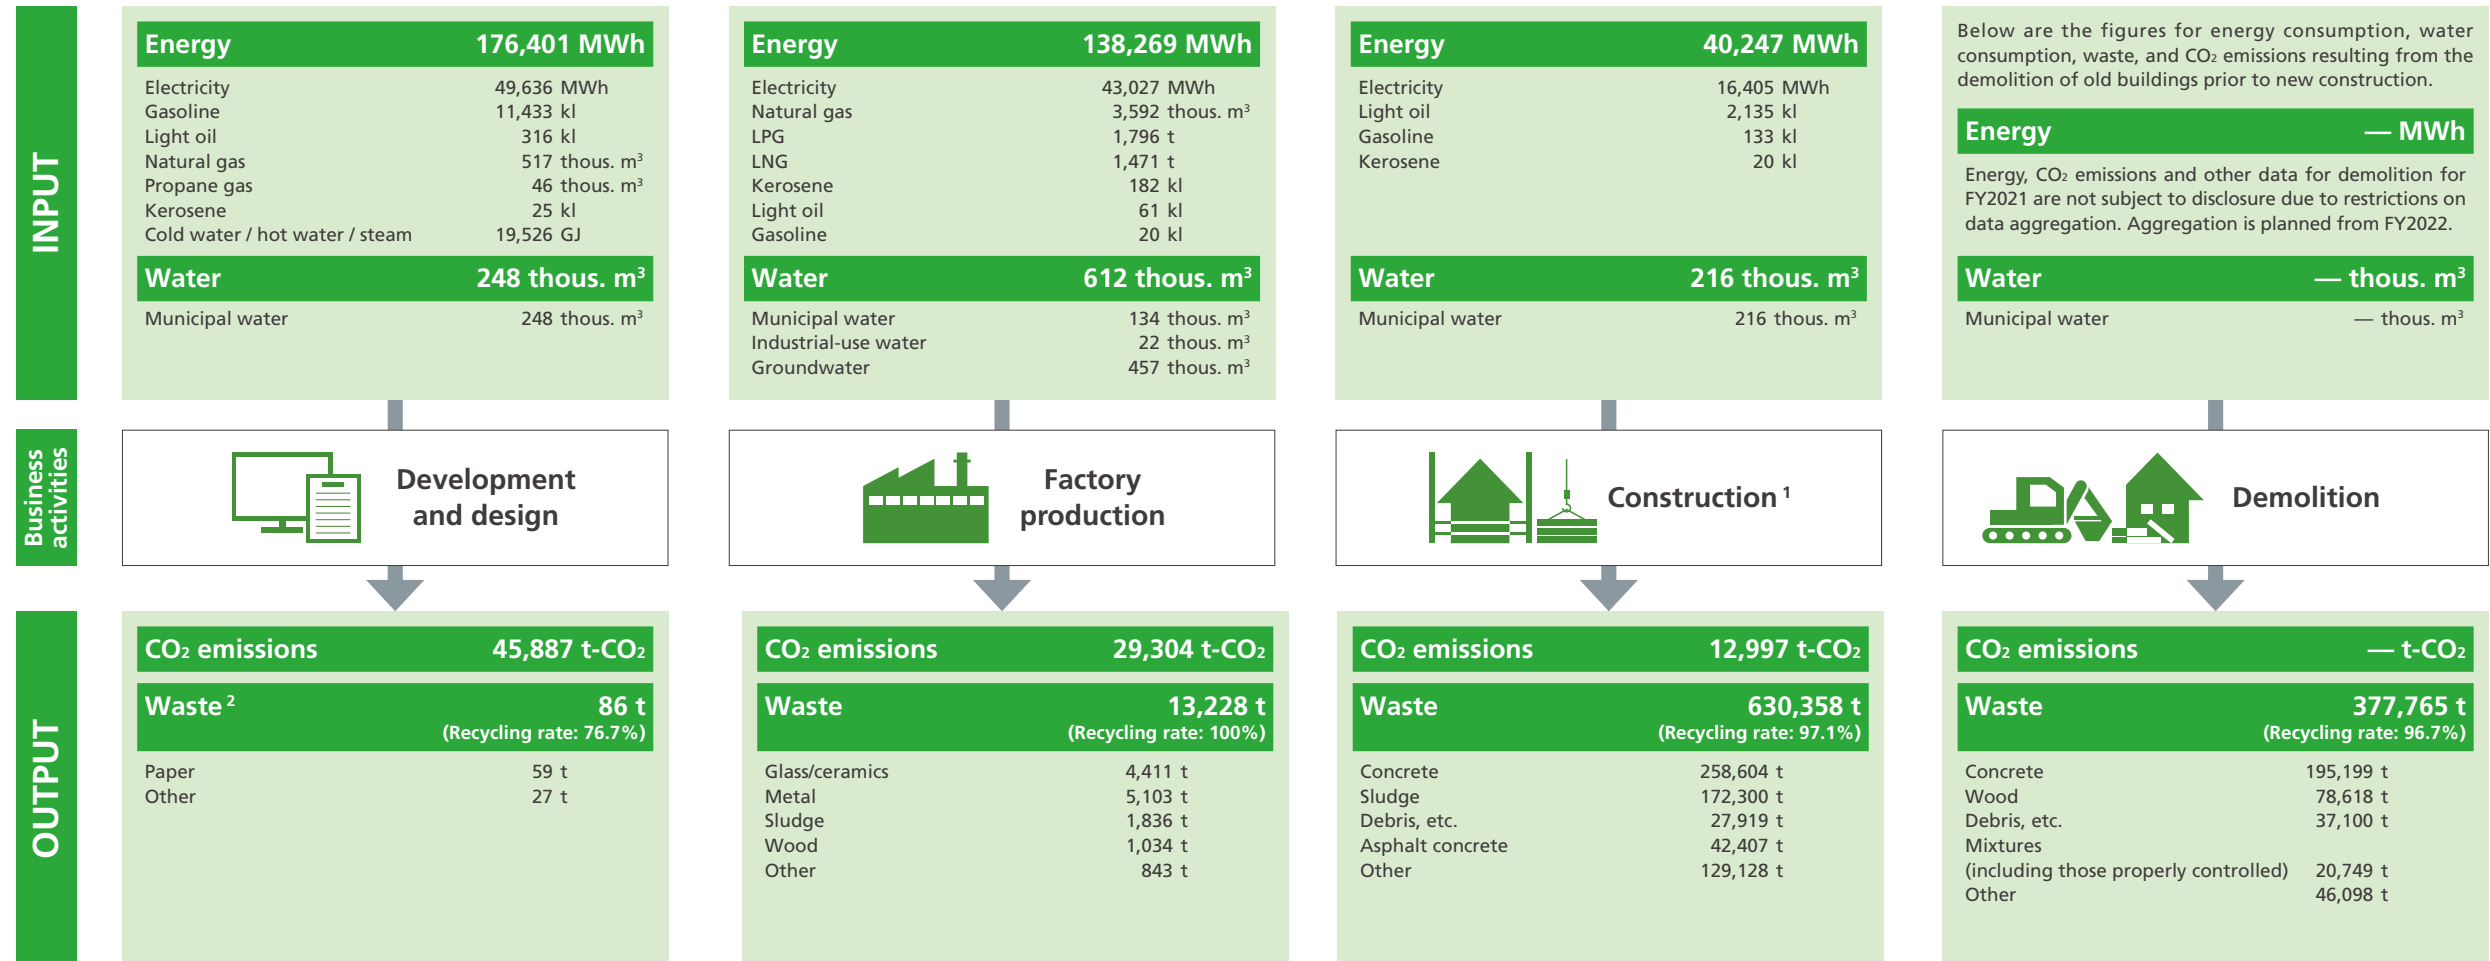 INPUT
Energy 176,401 MWh
Electricity 49,636 MWh
Gasoline 11,433 kl
Light oil 316 kl
Natural gas 517 thous. m³
Propane gas 46 thous. m³
Kerosene 25 kl
Cold water / hot water / steam 19,526 GJ
Water 248 thous. m³
Municipal water 248 thous. m³
Energy 138,269 MWh
Electricity 43,027 MWh
Natural gas 3,592 thous. m³
LPG 1,796 t
LNG 1,471 t
Kerosene 182 kl
Light oil 61 kl
Gasoline 20 kl
Water 612 thous. m³
Municipal water 134 thous. m³
Industrial-use water 22 thous. m³
Groundwater 457 thous. m³
Energy 40,247 MWh
Electricity 16,405 MWh
Light oil 2,135 kl
Gasoline 133 kl
Kerosene 20 kl
Water 216 thous. m³
Municipal water 216 thous. m³
Below are the figures for energy consumption, water
consumption, waste, and CO₂ emissions resulting from the
demolition of old buildings prior to new construction.
Energy — MWh
Energy, CO₂ emissions and other data for demolition for
FY2021 are not subject to disclosure due to restrictions on
data aggregation. Aggregation is planned from FY2022.
Water — thous. m³
Municipal water — thous. m³
Business
activities
Development
and design
Factory
production
Construction ¹
Demolition
OUTPUT
CO₂ emissions 45,887 t-CO₂
Waste ² 86 t
(Recycling rate: 76.7%)
Paper 59 t
Other 27 t
CO₂ emissions 29,304 t-CO₂
Waste 13,228 t
(Recycling rate: 100%)
Glass/ceramics 4,411 t
Metal 5,103 t
Sludge 1,836 t
Wood 1,034 t
Other 843 t
CO₂ emissions 12,997 t-CO₂
Waste 630,358 t
(Recycling rate: 97.1%)
Concrete 258,604 t
Sludge 172,300 t
Debris, etc. 27,919 t
Asphalt concrete 42,407 t
Other 129,128 t
CO₂ emissions — t-CO₂
Waste 377,765 t
(Recycling rate: 96.7%)
Concrete 195,199 t
Wood 78,618 t
Debris, etc. 37,100 t
Mixtures
(including those properly controlled) 20,749 t
Other 46,098 t